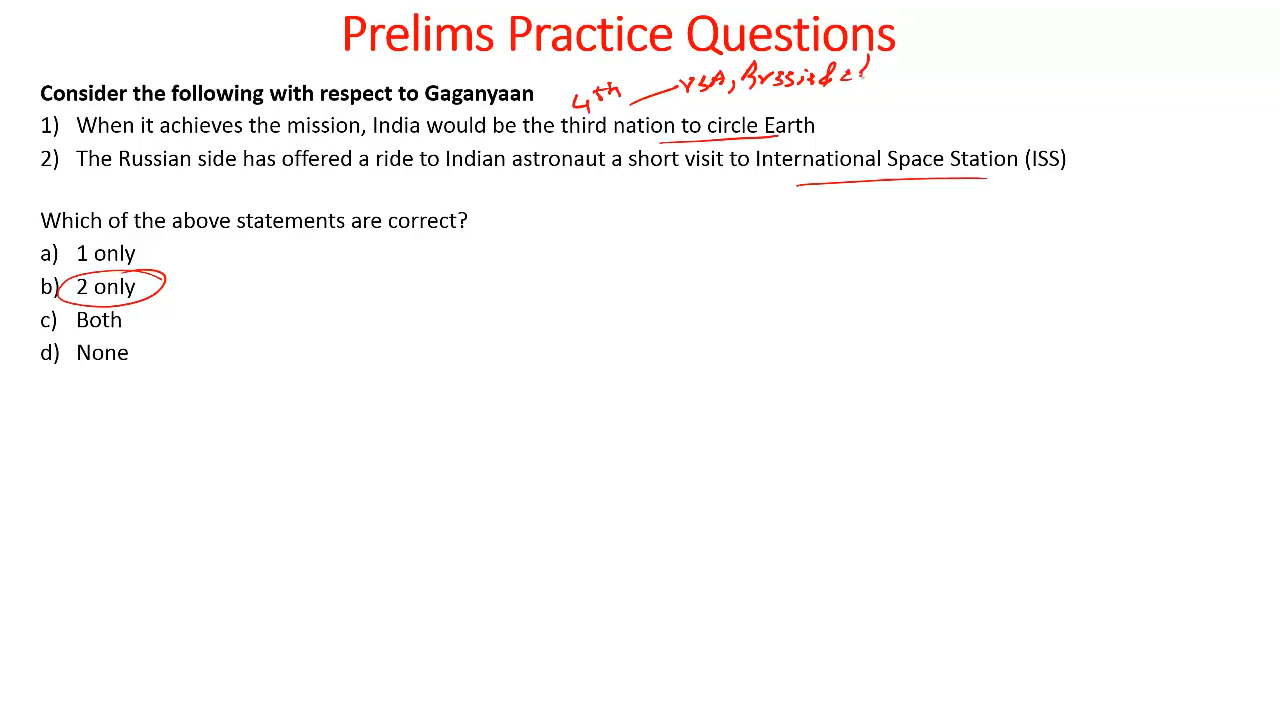 Prelims Practice Questions
4th USA, Russia &
Consider the following with respect to Gaganyaan
1) When it achieves the mission, India would be the third nation to circle Earth
2) The Russian side has offered a ride to Indian astronaut a short visit to International Space Station (ISS)
Which of the above statements are correct?
a) 1 only
b) 2 only
c) Both
d) None